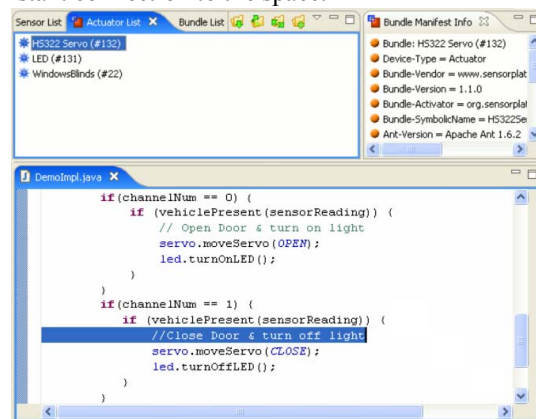 Sensor List Actuator List Bundle List
HS322 Servo (#132)
LED (#131)
WindowsBlinds (#22)
Bundle Manifest Info
Bundle: HS322 Servo (#132)
Device-Type = Actuator
Bundle-Vendor = www.sensorplat
Bundle-Version = 1.1.0
Bundle-Activator = org.sensorplat
Bundle-SymbolicName = HS322Se
Ant-Version = Apache Ant 1.6.2
DemoImpl.java
if(channelNum == 0) {
if (vehiclePresent(sensorReading)) {
// Open Door & turn on light
servo.moveServo(OPEN);
led.turnOnLED();
}
}
if(channelNum == 1) {
if (vehiclePresent(sensorReading)) {
//Close Door & turn off light
servo.moveServo(CLOSE);
led.turnOffLED();
}
}